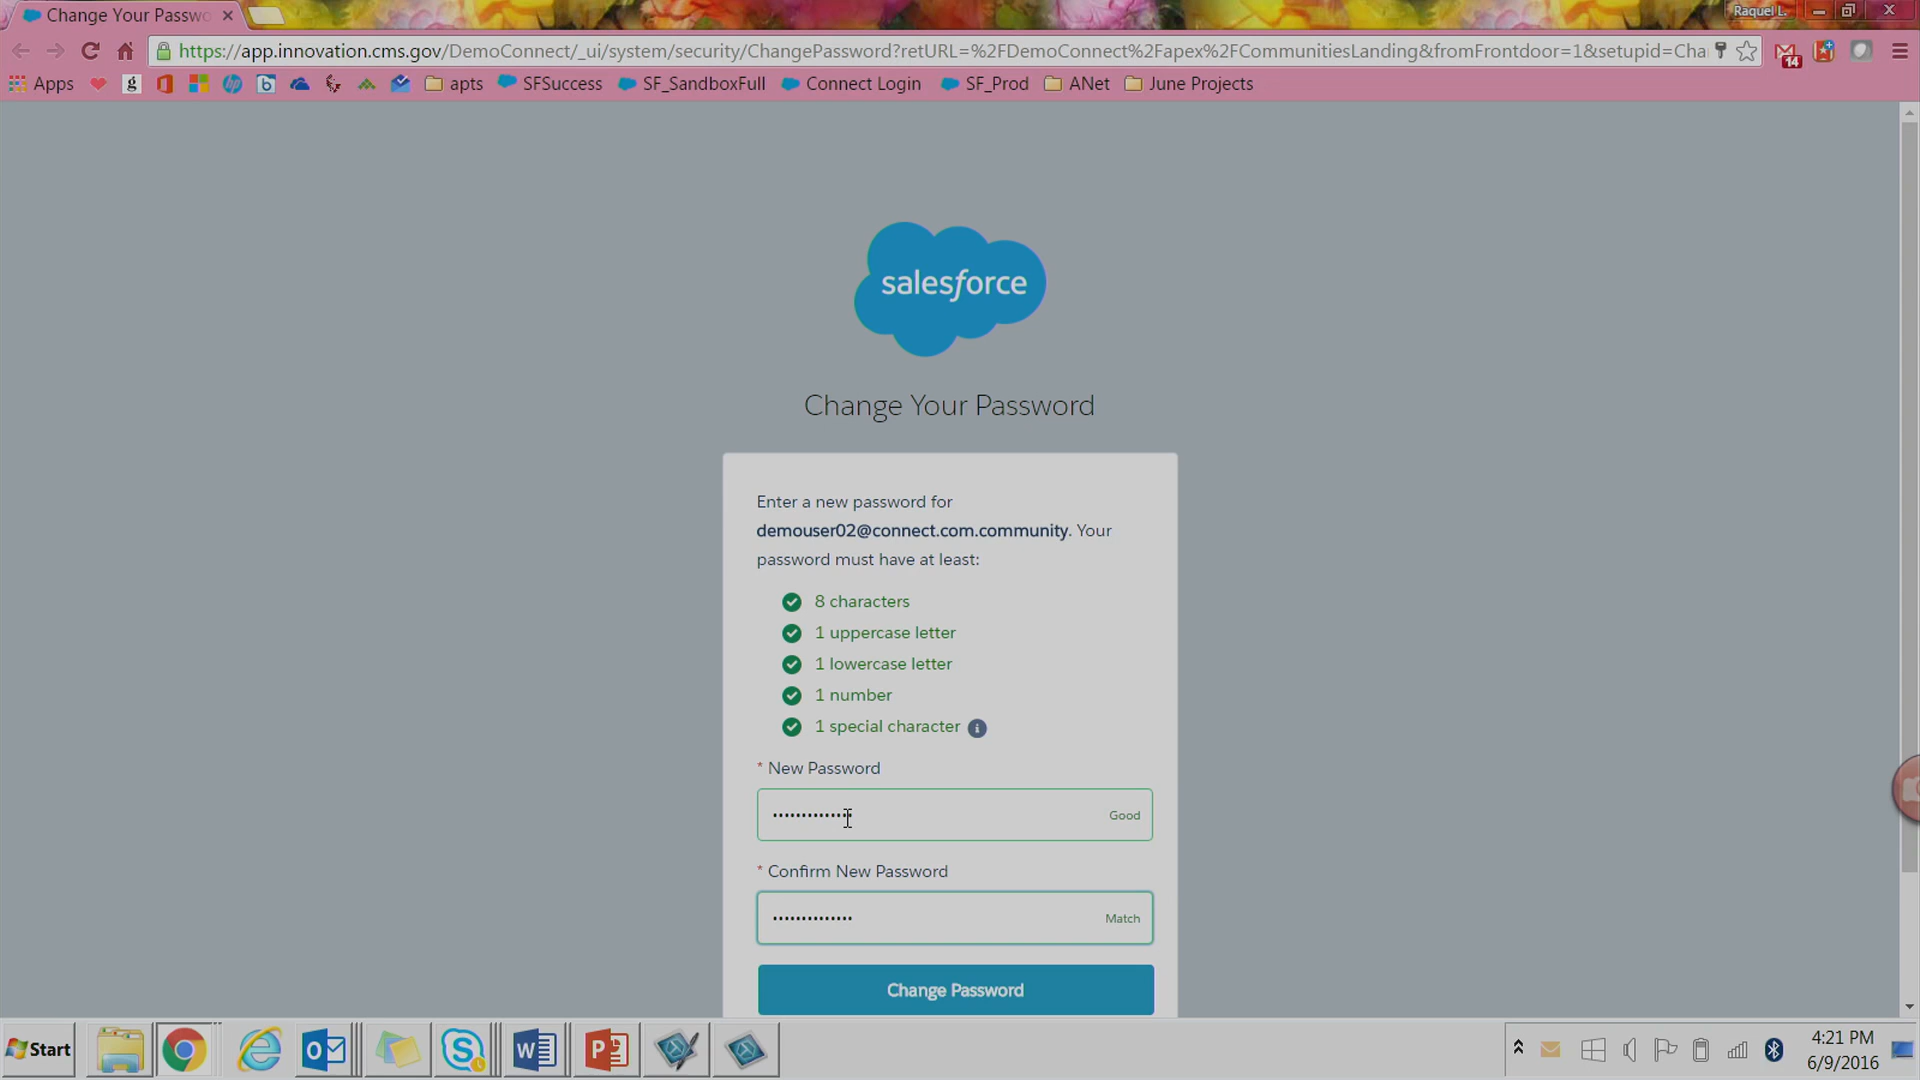 Change Your Passwo
Raquel L.
https://app.innovation.cms.gov/DemoConnect/_ui/system/security/ChangePassword?retURL=%2FDemoConnect%2Fapex%2FCommunitiesLanding&fromFrontdoor=1&setupid=Cha
14
Apps
g
hp
b
apts
SFSuccess
SF_SandboxFull
Connect Login
SF_Prod
ANet
June Projects
salesforce
Change Your Password
Enter a new password for
demouser02@connect.com.community. Your
password must have at least:
8 characters
1 uppercase letter
1 lowercase letter
1 number
1 special character i
* New Password
•••••••••••••• Good
* Confirm New Password
•••••••••••••• Match
Change Password
Start
4:21 PM
6/9/2016